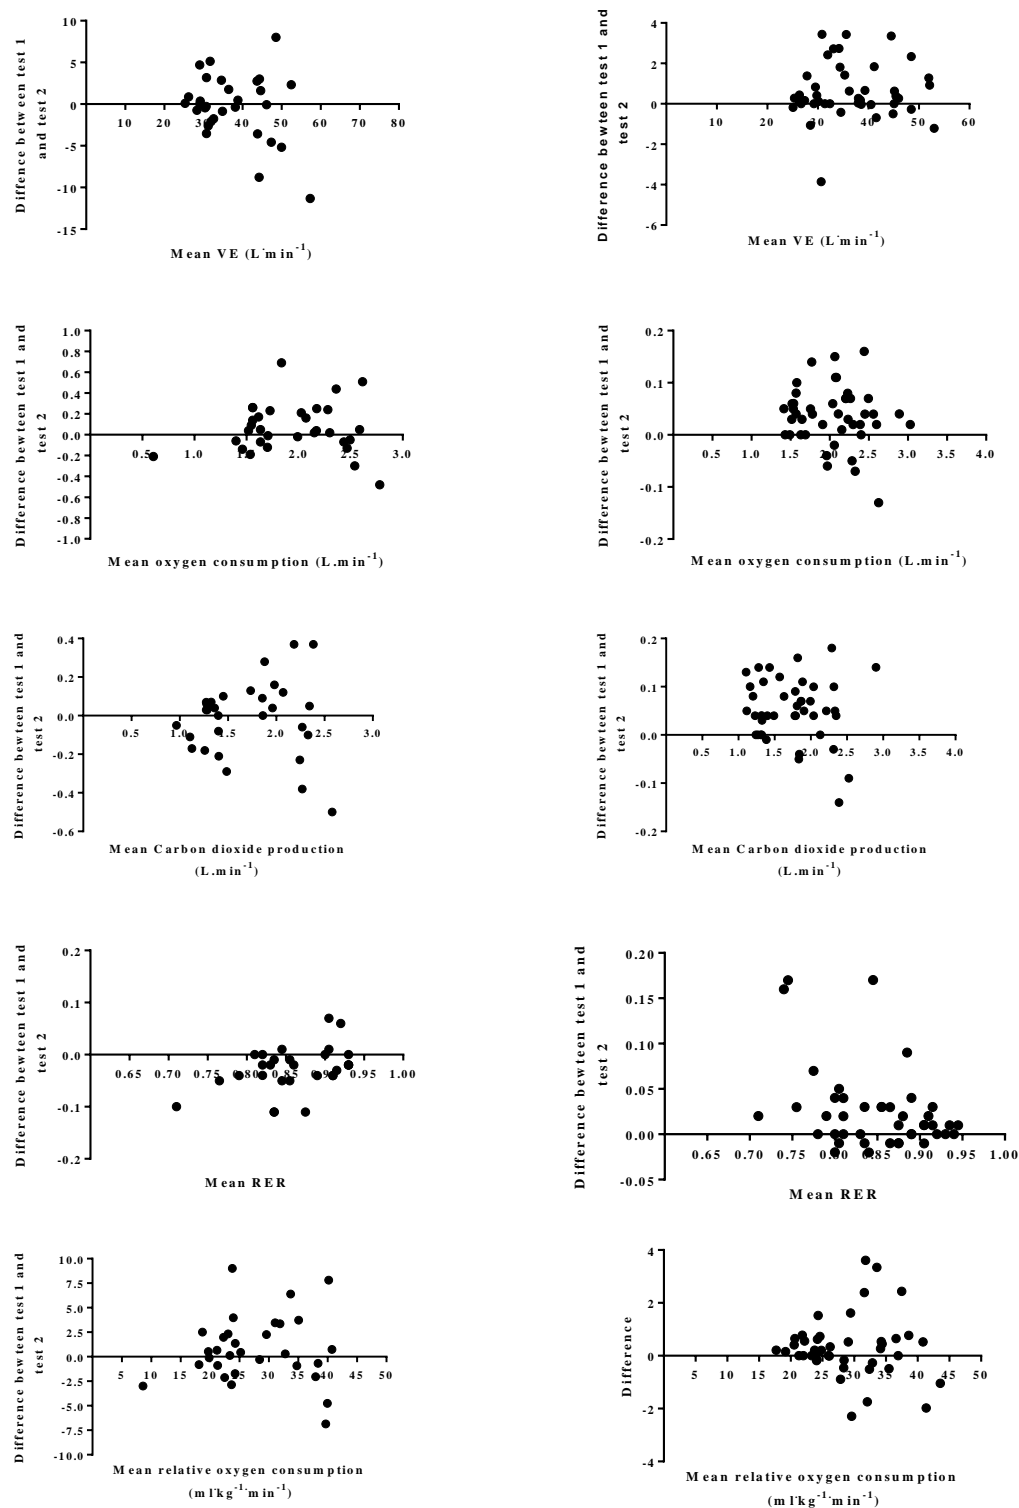 Difference between test 1
and test 2
10
5
0
-5
-10
-15
10 20 30 40 50 60 70 80
Mean VE (L·min-1)
Difference bewteen test 1 and
test 2
4
2
0
-2
-4
-6
10 20 30 40 50 60
Mean VE (L·min-1)
Difference bewteen test 1 and
test 2
1.0
0.8
0.6
0.4
0.2
0.0
-0.2
-0.4
-0.6
-0.8
-1.0
0.5 1.0 1.5 2.0 2.5 3.0
Mean oxygen consumption (L.min-1)
Difference bewteen test 1 and
test 2
0.2
0.1
0.0
-0.1
-0.2
0.5 1.0 1.5 2.0 2.5 3.0 3.5 4.0
Mean oxygen consumption (L.min-1)
Difference bewteen test 1 and
test 2
0.4
0.2
0.0
-0.2
-0.4
-0.6
0.5 1.0 1.5 2.0 2.5 3.0
Mean Carbon dioxide production
(L.min-1)
Difference bewteen test 1 and
test 2
0.2
0.1
0.0
-0.1
-0.2
0.5 1.0 1.5 2.0 2.5 3.0 3.5 4.0
Mean Carbon dioxide production
(L.min-1)
Difference bewteen test 1 and
test 2
0.2
0.1
0.0
-0.1
-0.2
0.65 0.70 0.75 0.80 0.85 0.90 0.95 1.00
Mean RER
Difference bewteen test 1 and
test 2
0.20
0.15
0.10
0.05
0.00
-0.05
0.65 0.70 0.75 0.80 0.85 0.90 0.95 1.00
Mean RER
Difference bewteen test 1 and
test 2
10.0
7.5
5.0
2.5
0.0
-2.5
-5.0
-7.5
-10.0
5 10 15 20 25 30 35 40 45 50
Mean relative oxygen consumption
(ml·kg-1·min-1)
Difference
4
2
0
-2
-4
5 10 15 20 25 30 35 40 45 50
Mean relative oxygen consumption
(ml·kg-1·min-1)